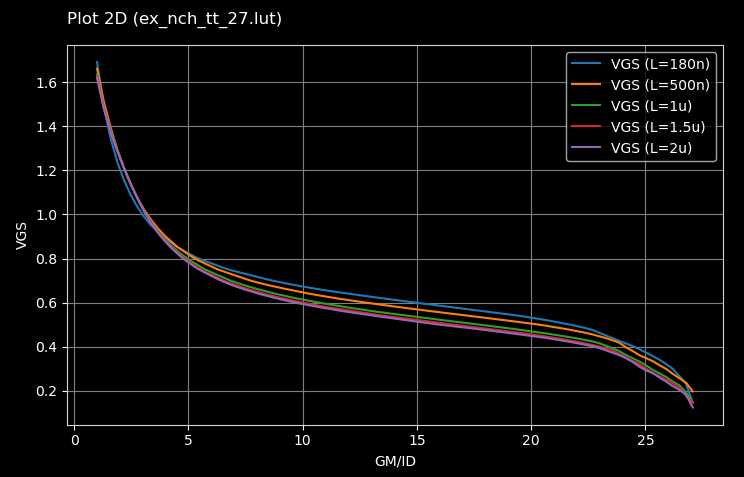 Plot 2D (ex_nch_tt_27.lut)
VGS (L=180n)
VGS (L=500n)
VGS (L=1u)
VGS (L=1.5u)
VGS (L=2u)
VGS
1.6
1.4
1.2
1.0
0.8
0.6
0.4
0.2
0 5 10 15 20 25
GM/ID